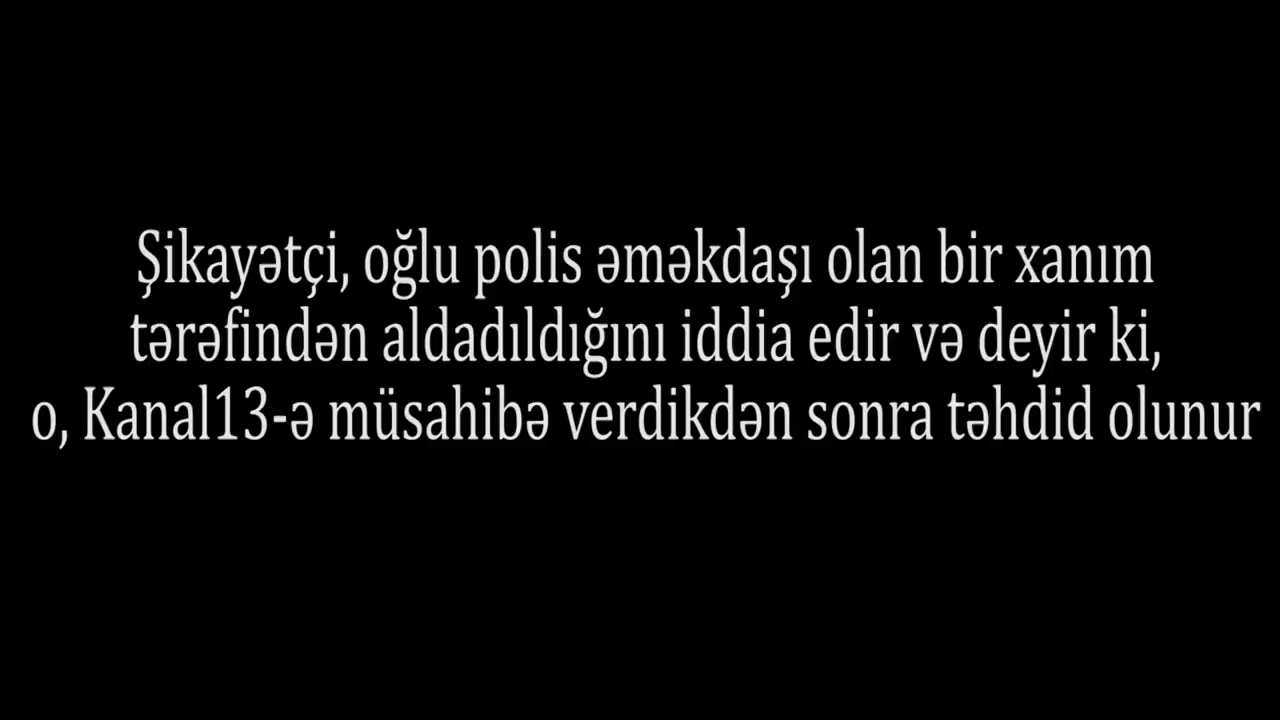 Şikayətçi, oğlu polis əməkdaşı olan bir xanım
tərəfindən aldadıldığını iddia edir və deyir ki,
o, Kanal13-ə müsahibə verdikdən sonra təhdid olunur